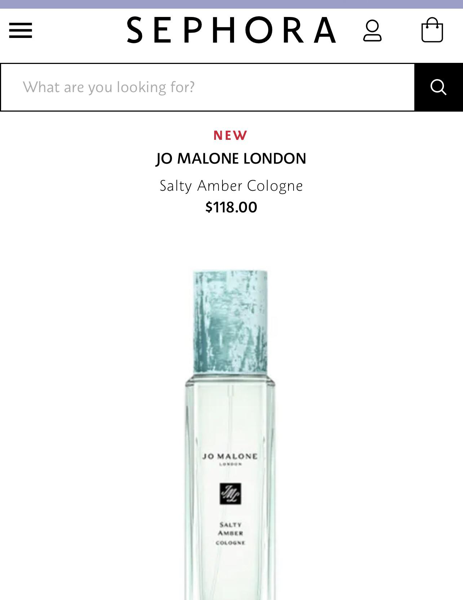 SEPHORA
What are you looking for?
NEW
JO MALONE LONDON
Salty Amber Cologne
$118.00
JO MALONE
LONDON
JML
SALTY
AMBER
COLOGNE